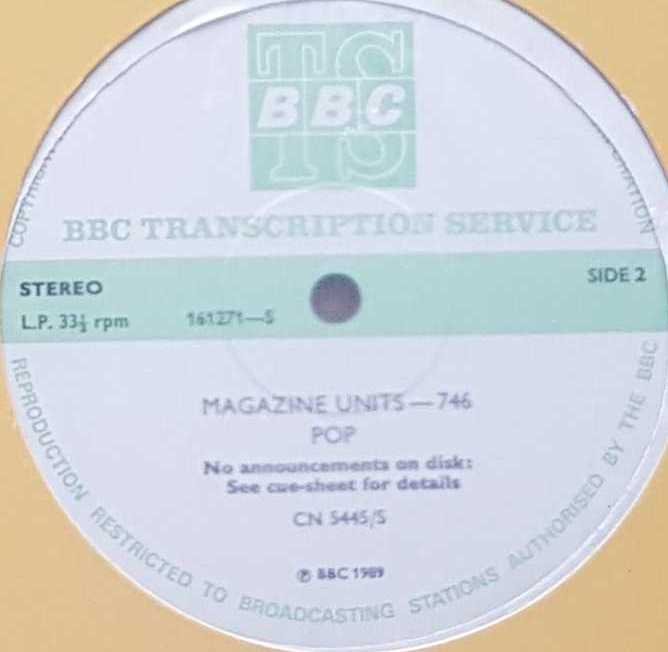 TS
BBC
BBC TRANSCRIPTION SERVICE
STEREO
SIDE 2
L.P. 33⅓ rpm
161271—S
MAGAZINE UNITS — 746
POP
No announcements on disk:
See cue-sheet for details
CN 5445/S
℗ BBC 1989
REPRODUCTION RESTRICTED TO BROADCASTING STATIONS AUTHORISED BY THE BBC